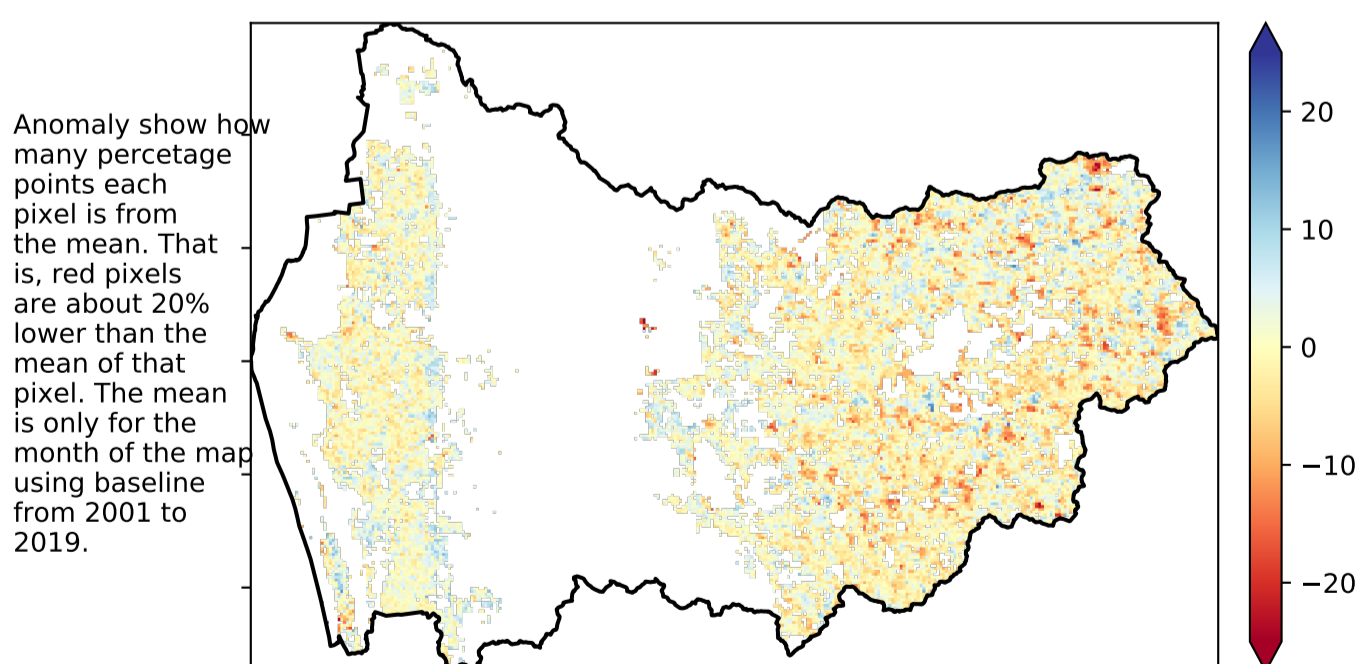 Anomaly show how
many percetage
points each
pixel is from
the mean. That
is, red pixels
are about 20%
lower than the
mean of that
pixel. The mean
is only for the
month of the map
using baseline
from 2001 to
2019.
20
10
0
−10
−20